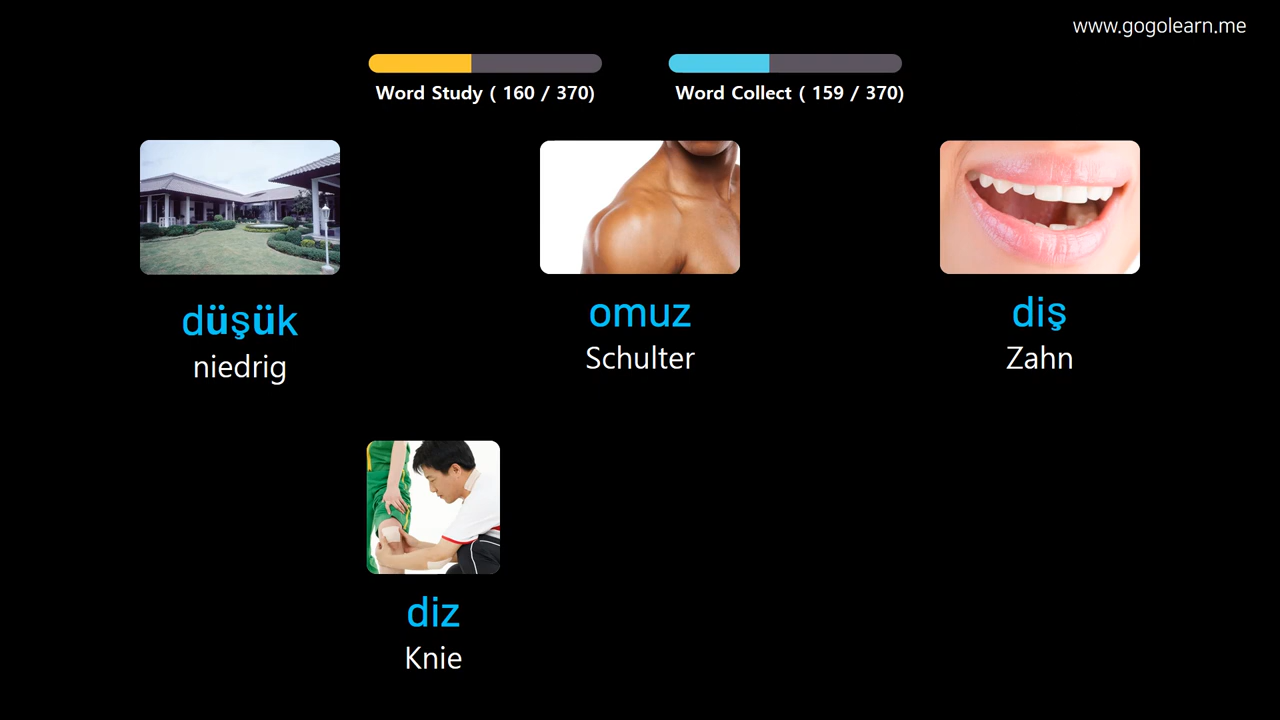 www.gogolearn.me
Word Study ( 160 / 370)
Word Collect ( 159 / 370)
düşük
niedrig
omuz
Schulter
diş
Zahn
diz
Knie